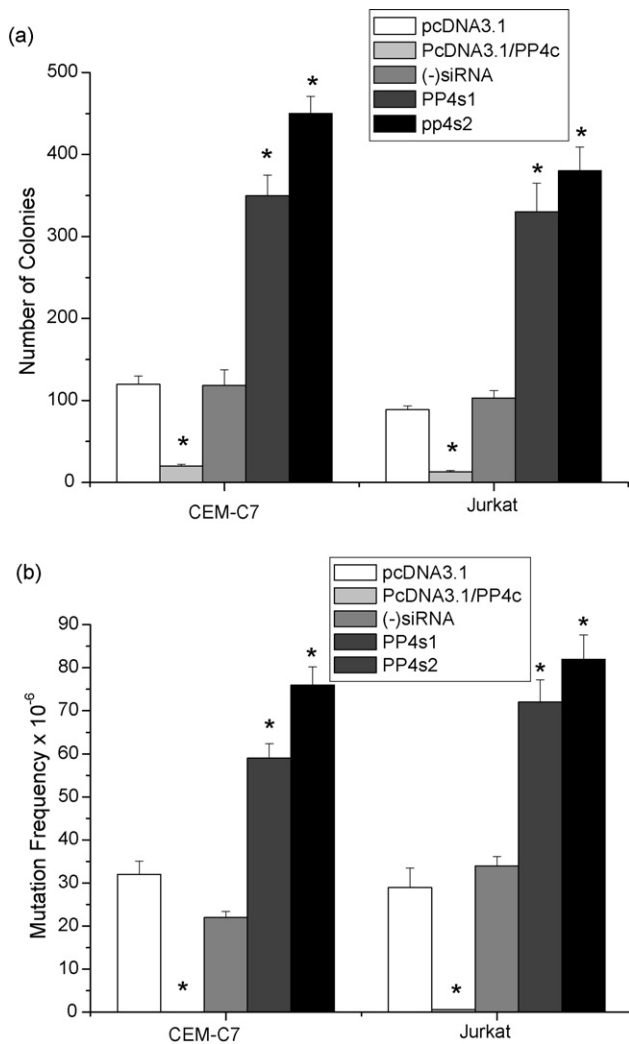 (a)
pcDNA3.1
PcDNA3.1/PP4c
(-)siRNA
PP4s1
pp4s2
Number of Colonies
500
400
300
200
100
0
* * * * * *
CEM-C7 Jurkat
(b)
pcDNA3.1
PcDNA3.1/PP4c
(-)siRNA
PP4s1
PP4s2
Mutation Frequency x 10-6
90
80
70
60
50
40
30
20
10
0
* * * * * *
CEM-C7 Jurkat